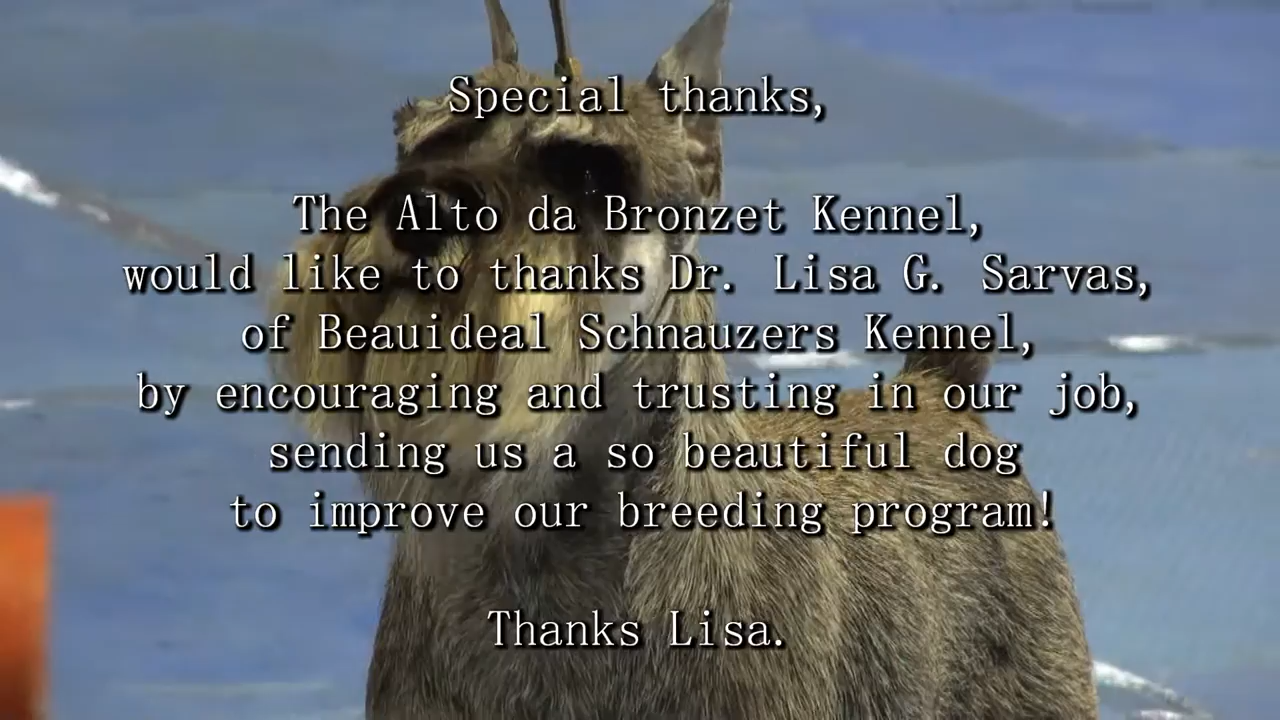 Special thanks,
The Alto da Bronzet Kennel,
would like to thanks Dr. Lisa G. Sarvas,
of Beauideal Schnauzers Kennel,
by encouraging and trusting in our job,
sending us a so beautiful dog
to improve our breeding program!
Thanks Lisa.